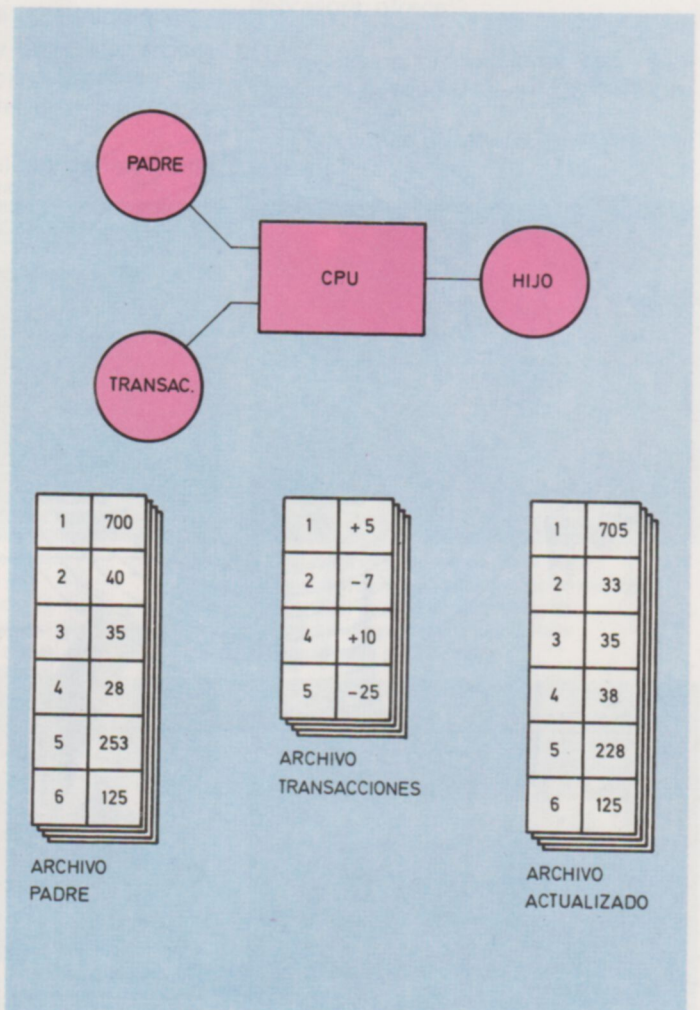 PADRE
CPU
HIJO
TRANSAC.
1 700
2 40
3 35
4 28
5 253
6 125
ARCHIVO
PADRE
1 +5
2 -7
4 +10
5 -25
ARCHIVO
TRANSACCIONES
1 705
2 33
3 35
4 38
5 228
6 125
ARCHIVO
ACTUALIZADO